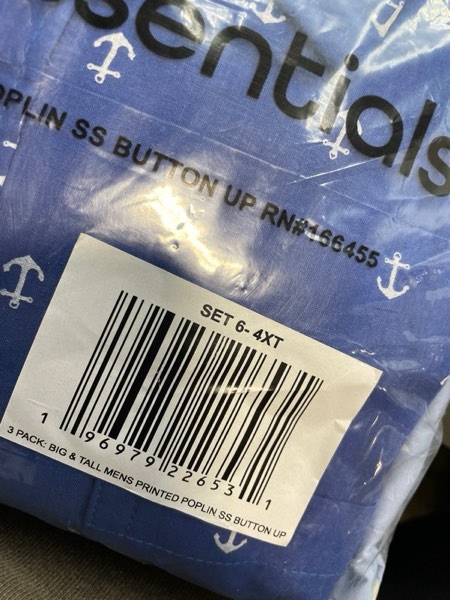 ssentials
OPLIN SS BUTTON UP RN#166455
SET 6- 4XT
1 96979 22653 1
3 PACK: BIG & TALL MENS PRINTED POPLIN SS BUTTON UP